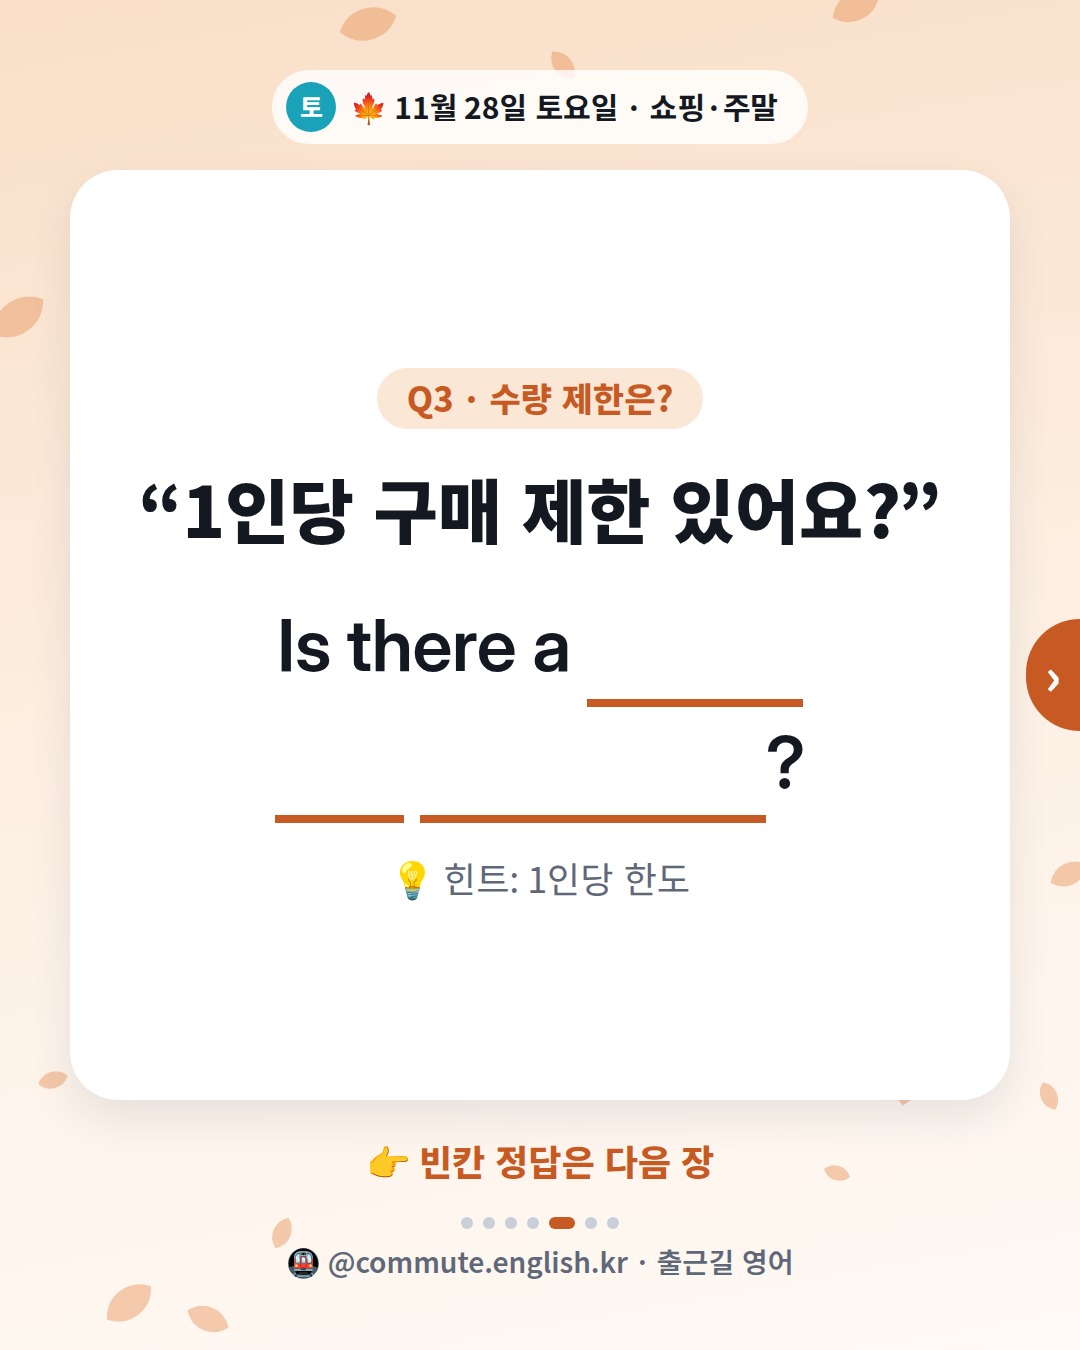 토 🍁 11월 28일 토요일 · 쇼핑·주말
Q3 · 수량 제한은?
“1인당 구매 제한 있어요?”
Is there a
?
💡 힌트: 1인당 한도
👉 빈칸 정답은 다음 장
🚇 @commute.english.kr · 출근길 영어